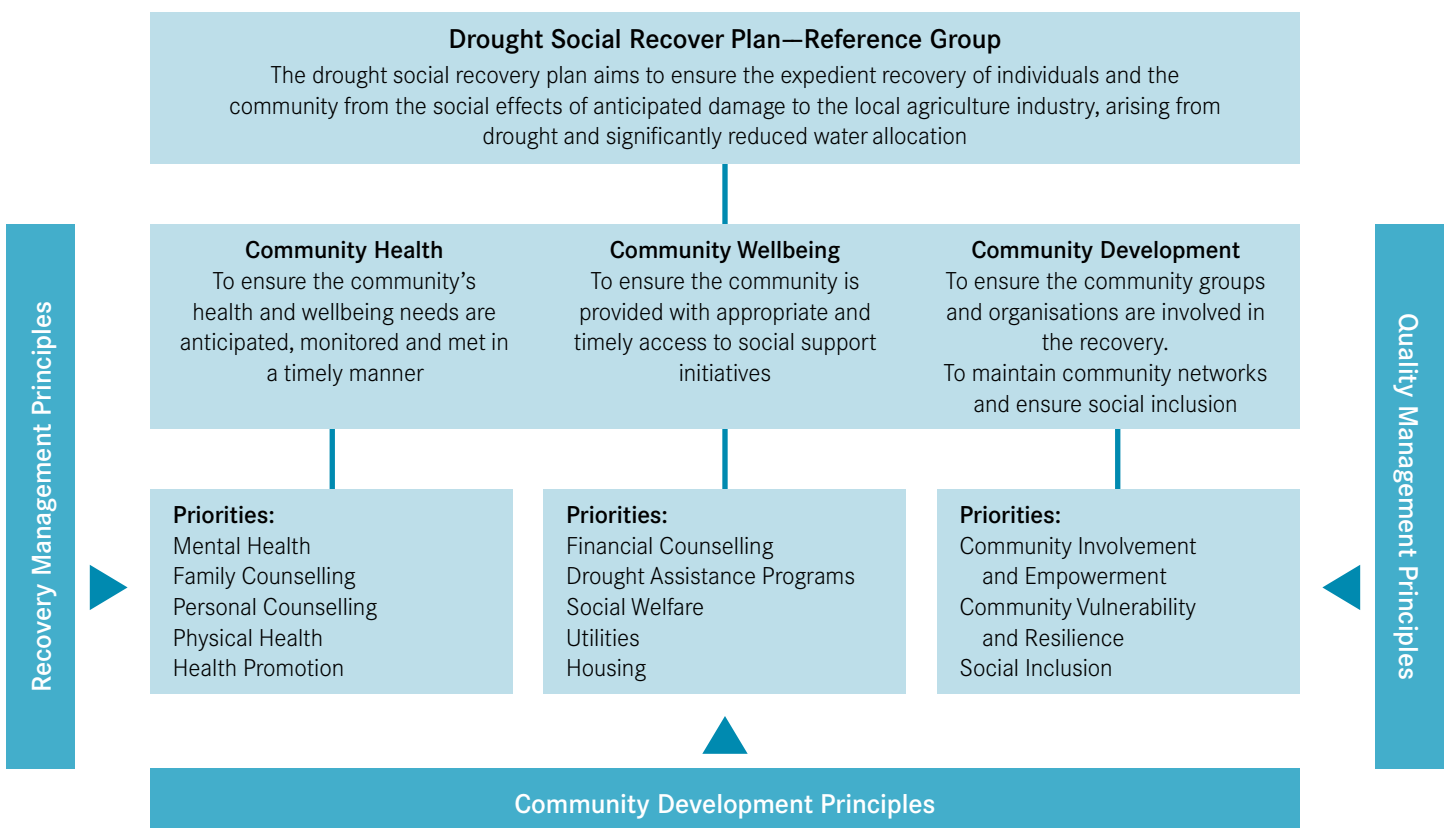 Drought Social Recover Plan—Reference Group
The drought social recovery plan aims to ensure the expedient recovery of individuals and the
community from the social effects of anticipated damage to the local agriculture industry, arising from
drought and significantly reduced water allocation
Recovery Management Principles
Community Health
To ensure the community’s
health and wellbeing needs are
anticipated, monitored and met in
a timely manner
Community Wellbeing
To ensure the community is
provided with appropriate and
timely access to social support
initiatives
Community Development
To ensure the community groups
and organisations are involved in
the recovery.
To maintain community networks
and ensure social inclusion
Quality Management Principles
Priorities:
Mental Health
Family Counselling
Personal Counselling
Physical Health
Health Promotion
Priorities:
Financial Counselling
Drought Assistance Programs
Social Welfare
Utilities
Housing
Priorities:
Community Involvement
and Empowerment
Community Vulnerability
and Resilience
Social Inclusion
Community Development Principles